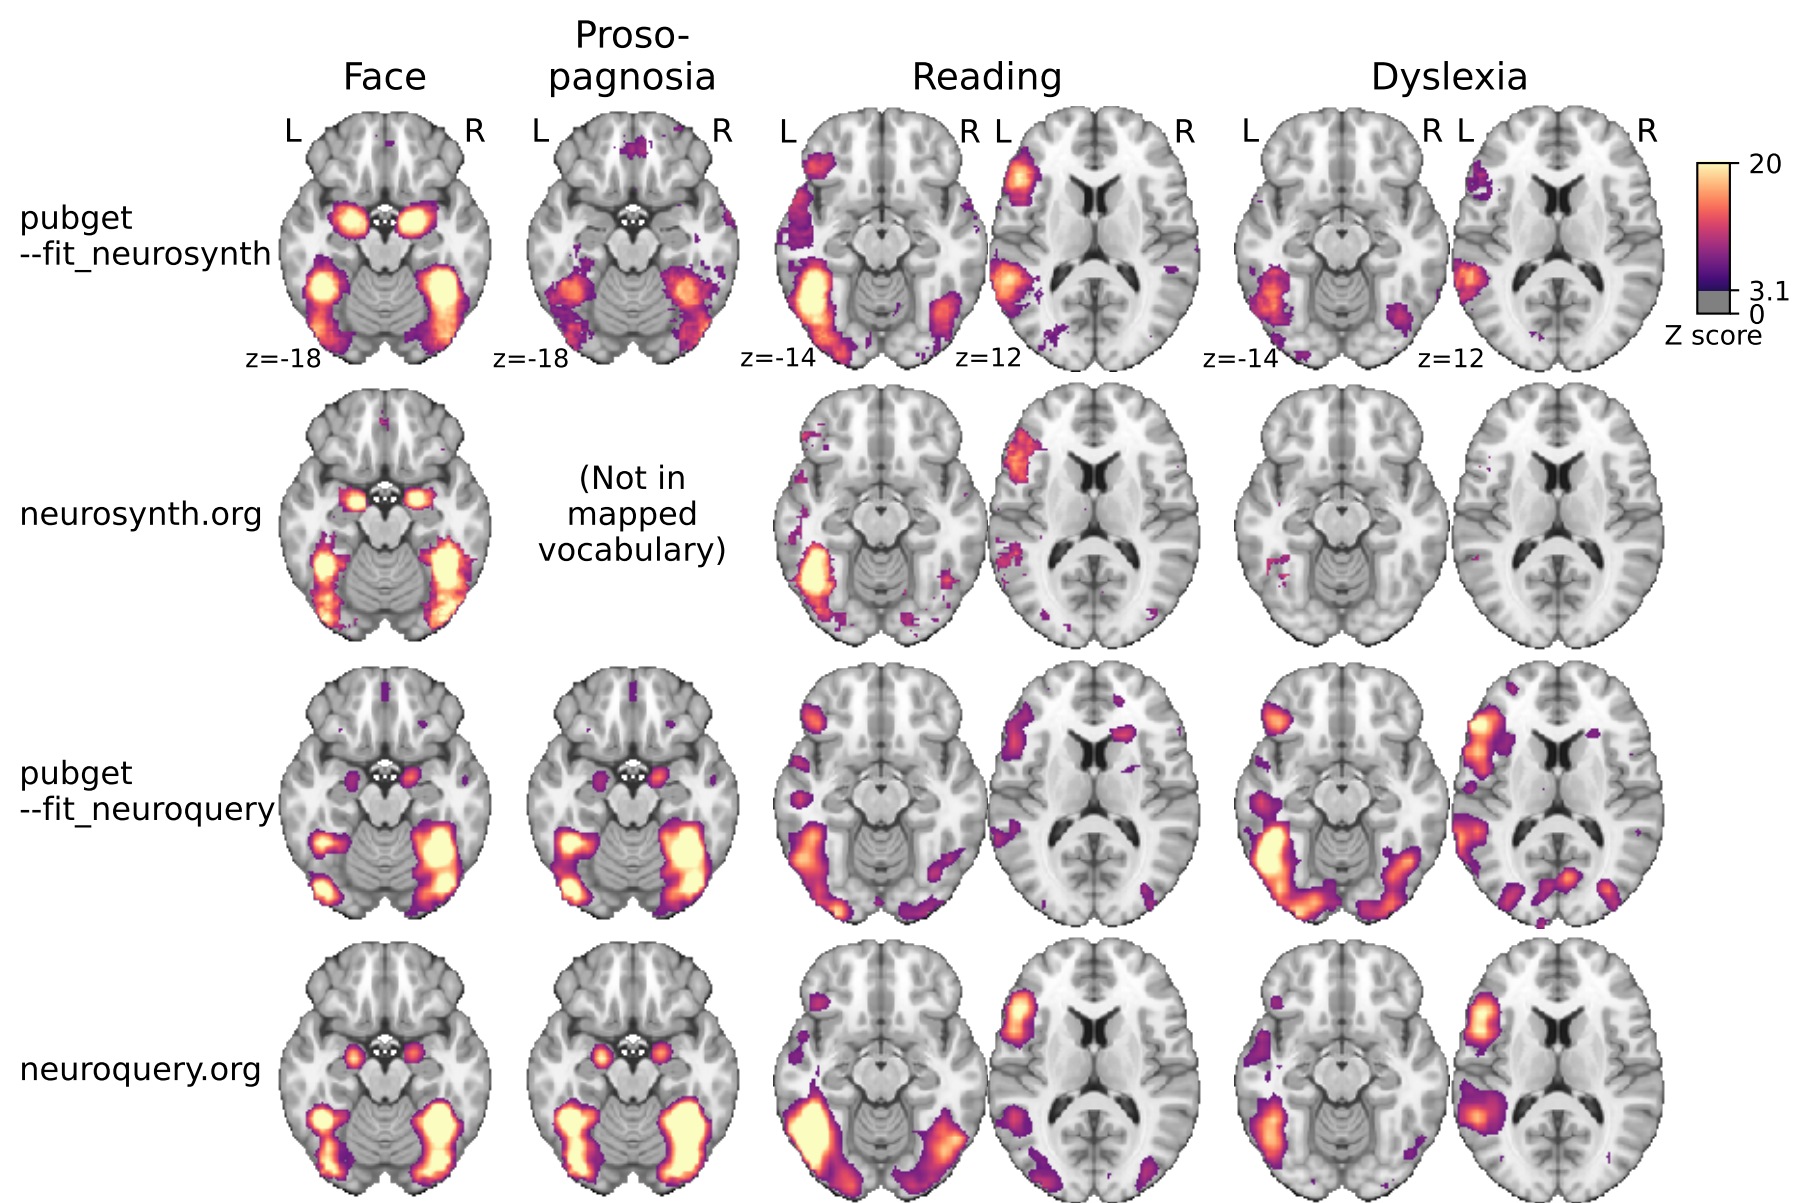 Proso-
Face pagnosia Reading Dyslexia
L R L R L R L R L R L R
pubget
--fit_neurosynth
20
3.1
0
Z score
z=-18 z=-18 z=-14 z=12 z=-14 z=12
neurosynth.org
(Not in
mapped
vocabulary)
pubget
--fit_neuroquery
neuroquery.org